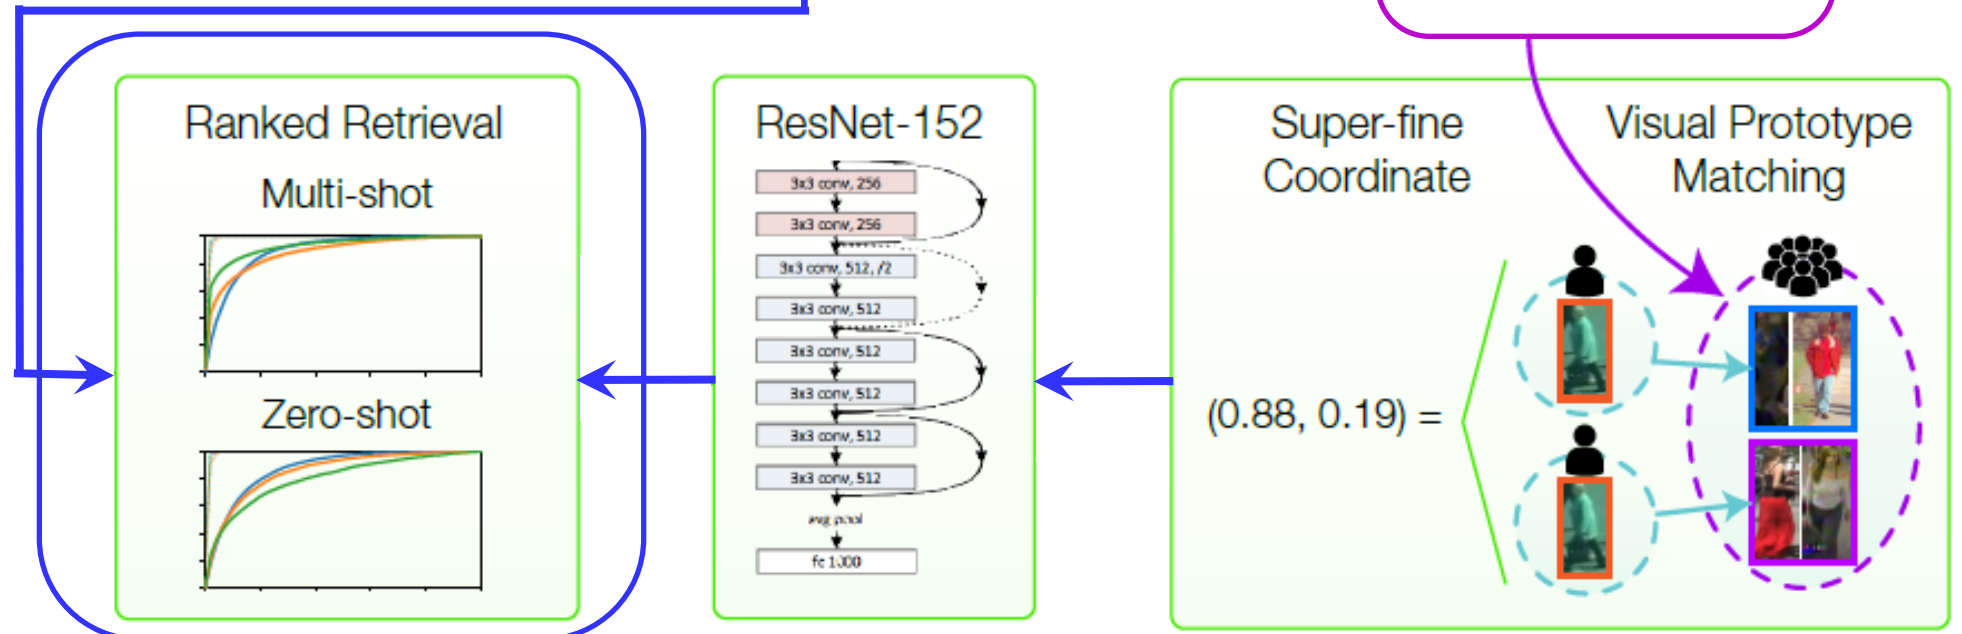 Ranked Retrieval
Multi-shot
Zero-shot
ResNet-152
3x3 conv, 256
3x3 conv, 256
3x3 conv, 512, /2
3x3 conv, 512
3x3 conv, 512
3x3 conv, 512
3x3 conv, 512
3x3 conv, 512
avg pool
fc 1000
Super-fine
Coordinate
(0.88, 0.19) =
Visual Prototype
Matching